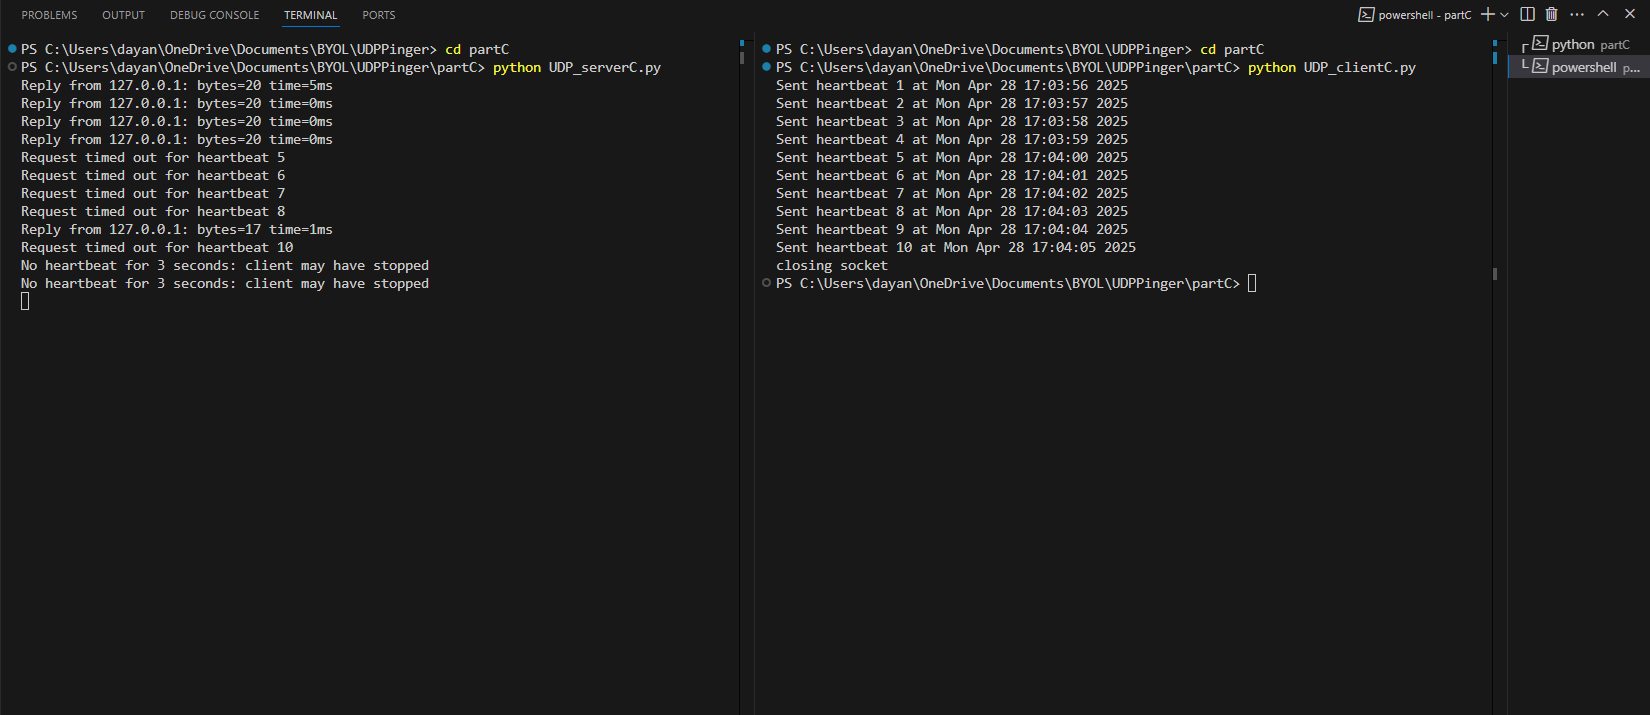 PROBLEMS OUTPUT DEBUG CONSOLE TERMINAL PORTS
powershell - partC
PS C:\Users\dayan\OneDrive\Documents\BYOL\UDPPinger> cd partC
PS C:\Users\dayan\OneDrive\Documents\BYOL\UDPPinger\partC> python UDP_serverC.py
Reply from 127.0.0.1: bytes=20 time=5ms
Reply from 127.0.0.1: bytes=20 time=0ms
Reply from 127.0.0.1: bytes=20 time=0ms
Reply from 127.0.0.1: bytes=20 time=0ms
Request timed out for heartbeat 5
Request timed out for heartbeat 6
Request timed out for heartbeat 7
Request timed out for heartbeat 8
Reply from 127.0.0.1: bytes=17 time=1ms
Request timed out for heartbeat 10
No heartbeat for 3 seconds: client may have stopped
No heartbeat for 3 seconds: client may have stopped
PS C:\Users\dayan\OneDrive\Documents\BYOL\UDPPinger> cd partC
PS C:\Users\dayan\OneDrive\Documents\BYOL\UDPPinger\partC> python UDP_clientC.py
Sent heartbeat 1 at Mon Apr 28 17:03:56 2025
Sent heartbeat 2 at Mon Apr 28 17:03:57 2025
Sent heartbeat 3 at Mon Apr 28 17:03:58 2025
Sent heartbeat 4 at Mon Apr 28 17:03:59 2025
Sent heartbeat 5 at Mon Apr 28 17:04:00 2025
Sent heartbeat 6 at Mon Apr 28 17:04:01 2025
Sent heartbeat 7 at Mon Apr 28 17:04:02 2025
Sent heartbeat 8 at Mon Apr 28 17:04:03 2025
Sent heartbeat 9 at Mon Apr 28 17:04:04 2025
Sent heartbeat 10 at Mon Apr 28 17:04:05 2025
closing socket
PS C:\Users\dayan\OneDrive\Documents\BYOL\UDPPinger\partC>
python partC
powershell p...